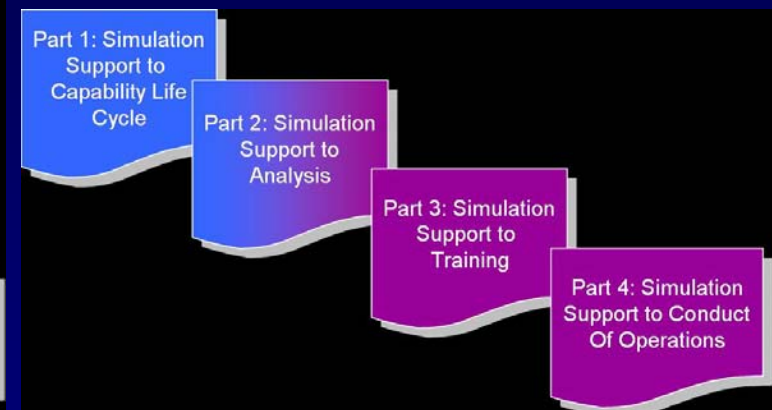 Part 1: Simulation
Support to
Capability Life
Cycle
Part 2: Simulation
Support to
Analysis
Part 3: Simulation
Support to
Training
Part 4: Simulation
Support to Conduct
Of Operations